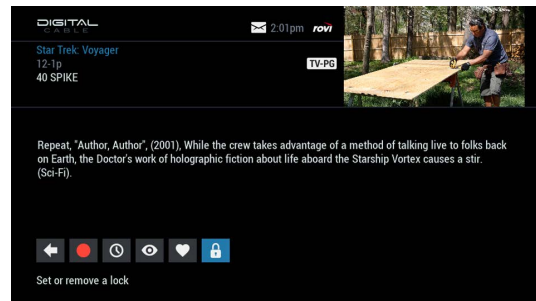 DIGITAL
CABLE
2:01pm rovi
Star Trek: Voyager
12-1p
TV-PG
40 SPIKE
Repeat, "Author, Author", (2001), While the crew takes advantage of a method of talking live to folks back
on Earth, the Doctor's work of holographic fiction about life aboard the Starship Vortex causes a stir.
(Sci-Fi).
Set or remove a lock